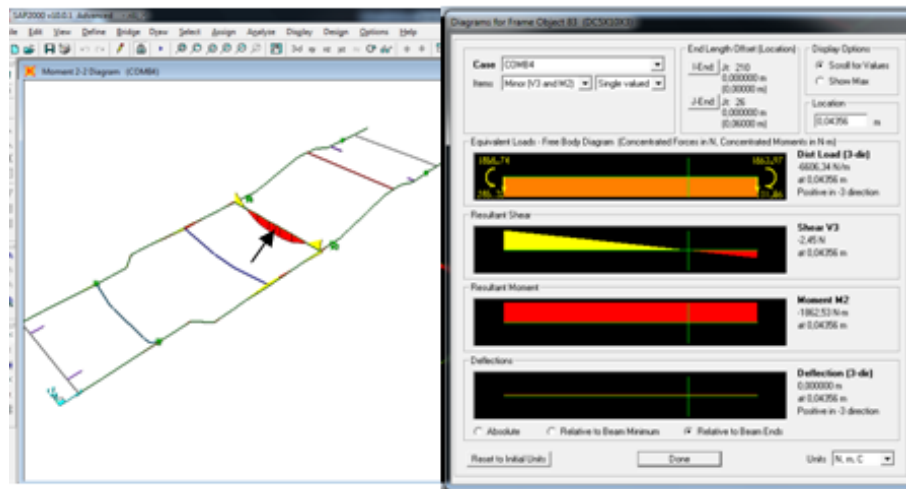 SAP2000 v10.0.1 Advanced
File Edit View Define Bridge Draw Select Assign Analyze Display Design Options Help
Moment 2-2 Diagram (COMB4)
Diagrams for Frame Object 83 (DC5X10X3)
Case COMB4
Items Minor (V3 and M2) Single valued
End Length Offset (Location)
I-End: Jt: 210
0,000000 m
(0,00000 m)
J-End: Jt: 26
0,000000 m
(0,06000 m)
Display Options
Scroll for Values
Show Max
Location
0,04356 m
Equivalent Loads - Free Body Diagram (Concentrated Forces in N, Concentrated Moments in N-m)
Dist Load (3-dir)
-6606,34 N/m
at 0,04356 m
Positive in -3 direction
Resultant Shear
Shear V3
-2,45 N
at 0,04356 m
Resultant Moment
Moment M2
-1862,53 N-m
at 0,04356 m
Deflections
Deflection (3-dir)
0,000000 m
at 0,04356 m
Positive in -3 direction
Absolute Relative to Beam Minimum Relative to Beam Ends
Reset to Initial Units Done Units N, m, C